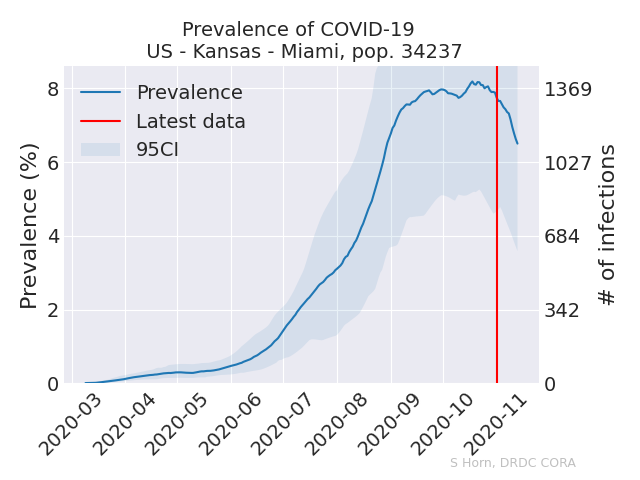 Prevalence of COVID-19
US - Kansas - Miami, pop. 34237
Prevalence
Latest data
95CI
Prevalence (%)
8
6
4
2
0
1369
1027
684
342
0
# of infections
2020-03
2020-04
2020-05
2020-06
2020-07
2020-08
2020-09
2020-10
2020-11
S Horn, DRDC CORA